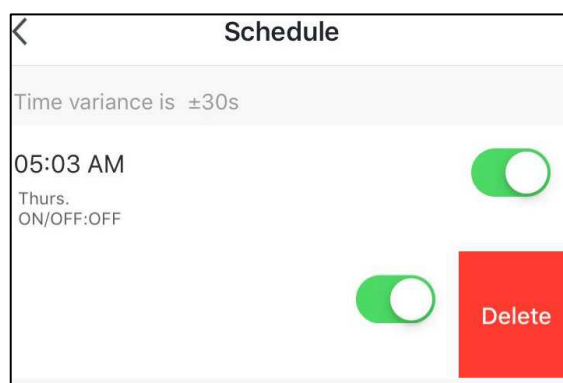 Schedule
Time variance is ±30s
05:03 AM
Thurs.
ON/OFF:OFF
Delete